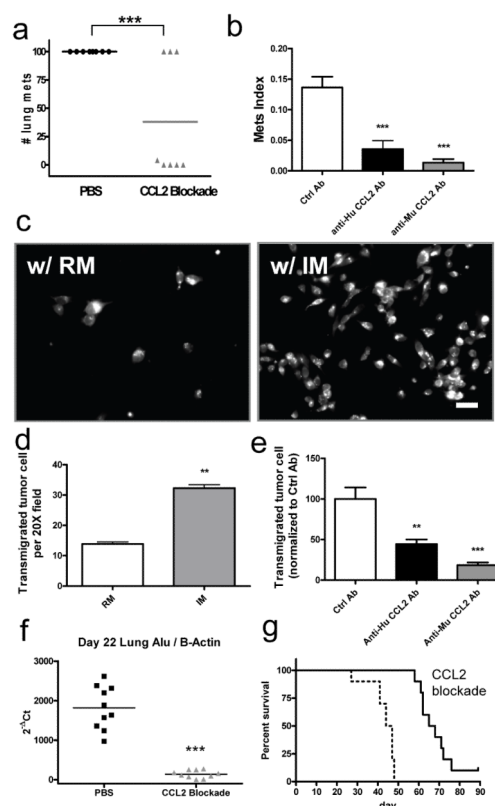 a
***
# lung mets
100
50
0
PBS
CCL2 Blockade
b
Mets Index
0.20
0.15
0.10
0.05
0.00
***
***
Ctrl Ab
anti-Hu CCL2 Ab
anti-Mu CCL2 Ab
c
w/ RM
w/ IM
d
Transmigrated tumor cell
per 20X field
40
30
20
10
0
**
RM
IM
e
Transmigrated tumor cell
(normalized to Ctrl Ab)
150
100
50
0
**
***
Ctrl Ab
Anti-Hu CCL2 Ab
Anti-Mu CCL2 Ab
f
Day 22 Lung Alu / B-Actin
2^-ΔCt
3000
2000
1000
0
***
PBS
CCL2 Blockade
g
CCL2
blockade
Percent survival
100
50
0
0 10 20 30 40 50 60 70 80 90
day